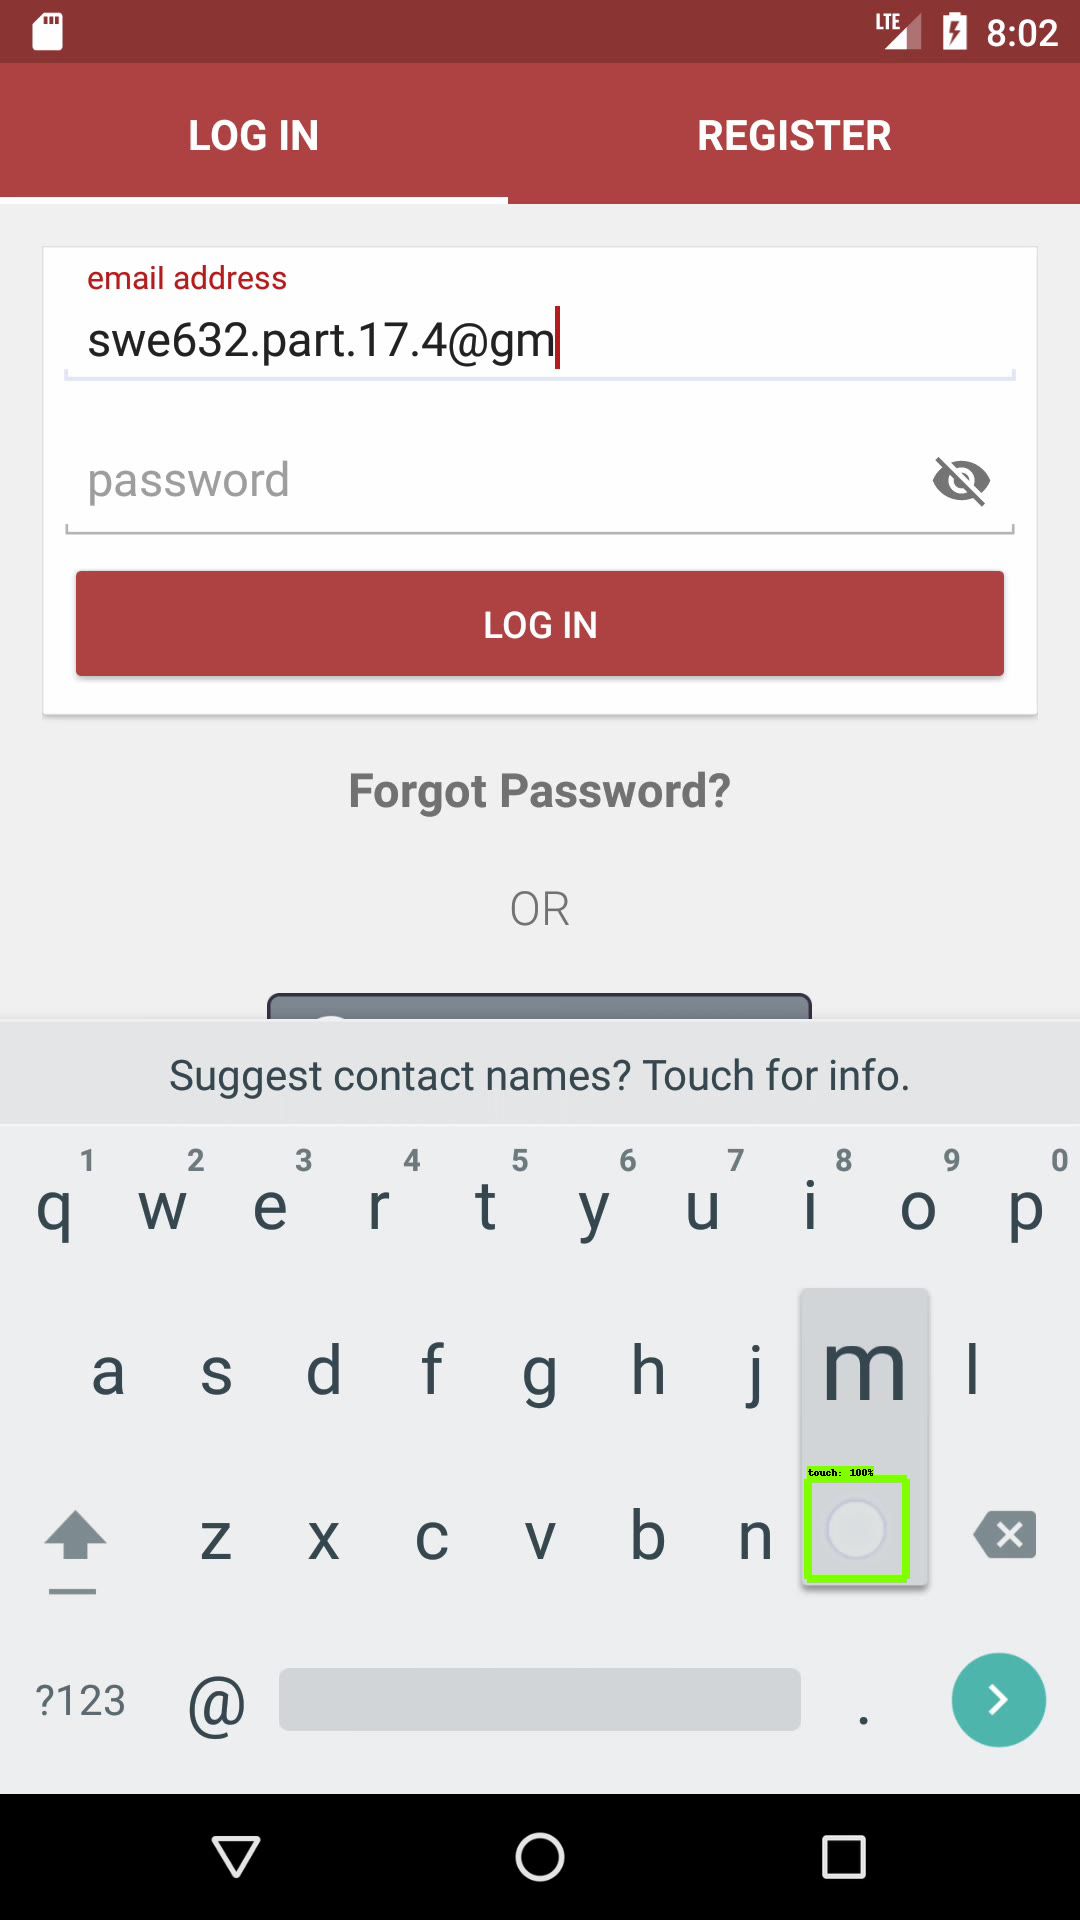 LTE 8:02
LOG IN REGISTER
email address
swe632.part.17.4@gm
password
LOG IN
Forgot Password?
OR
Suggest contact names? Touch for info.
1 2 3 4 5 6 7 8 9 0
q w e r t y u i o p
a s d f g h j m l
touch: 100%
z x c v b n
?123 @ .